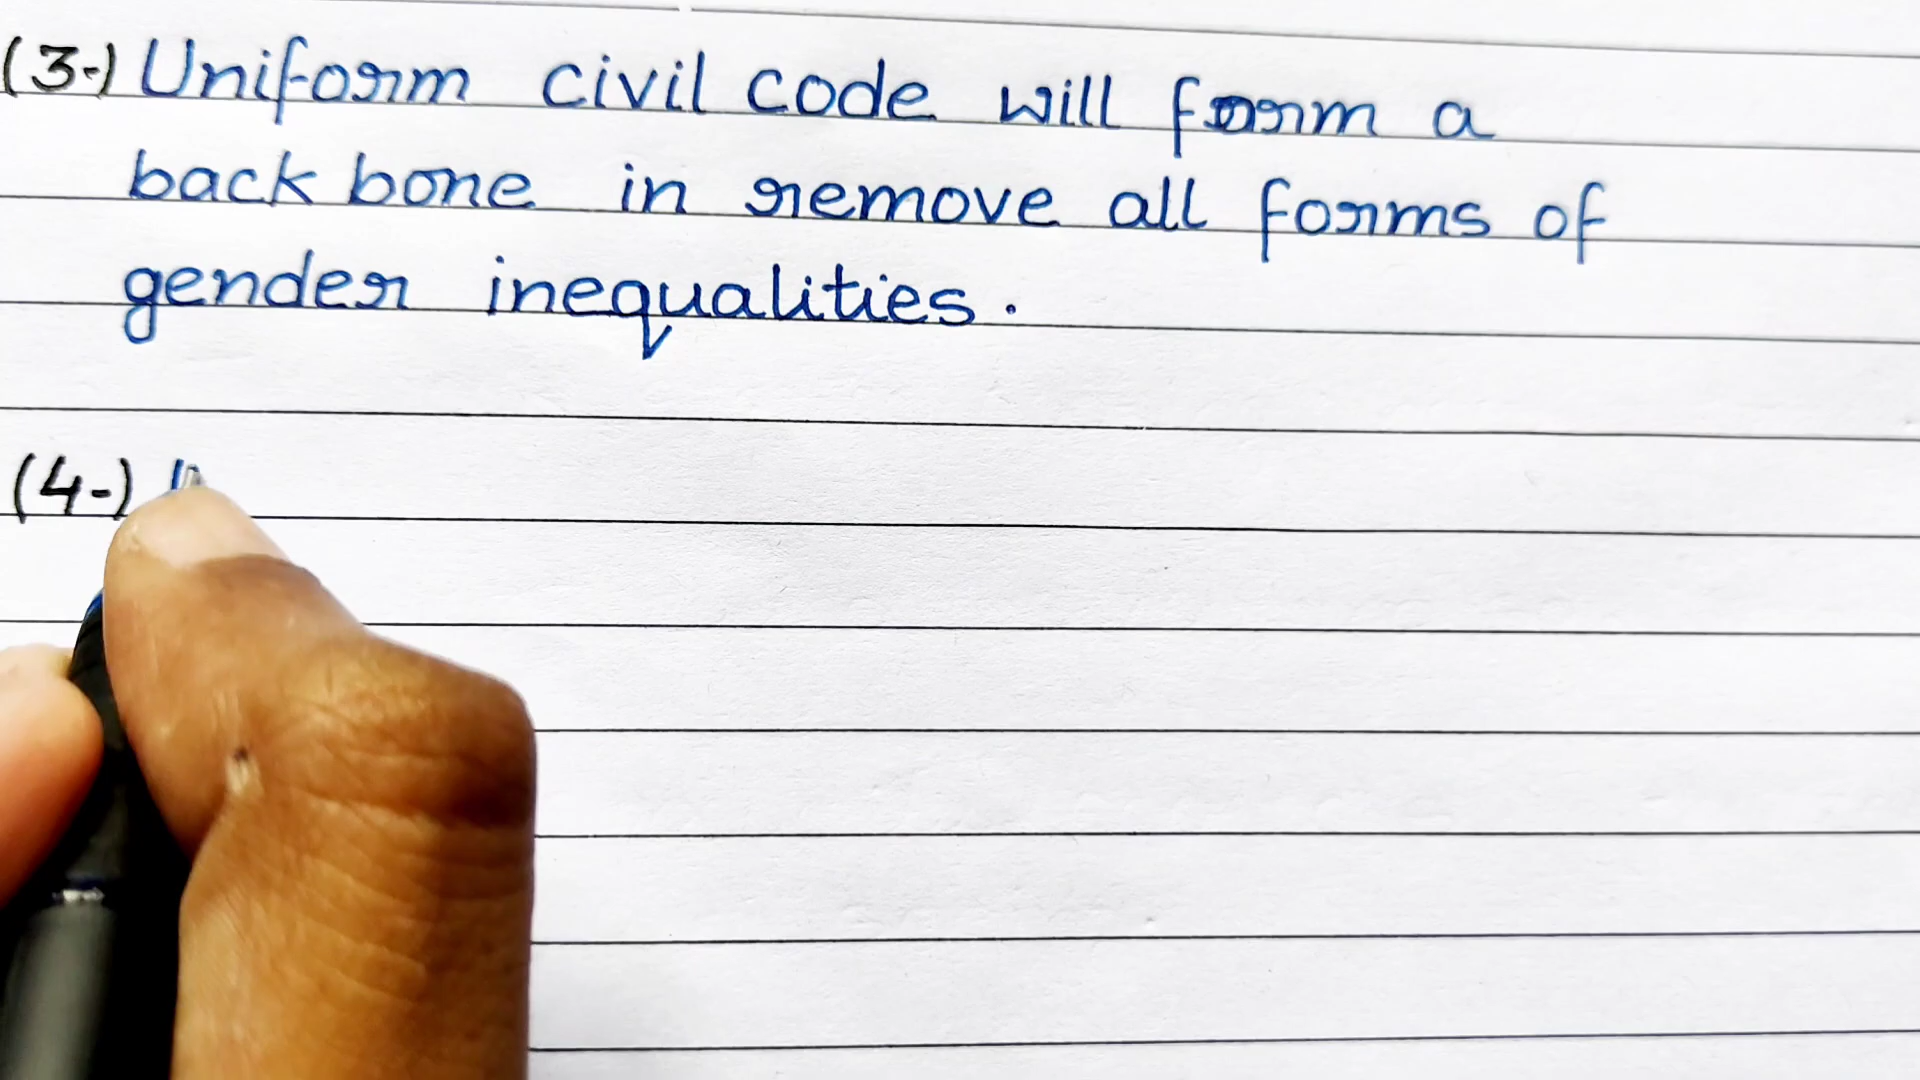 (3-) Uniform civil code will form a
back bone in remove all forms of
gender inequalities.
(4-)